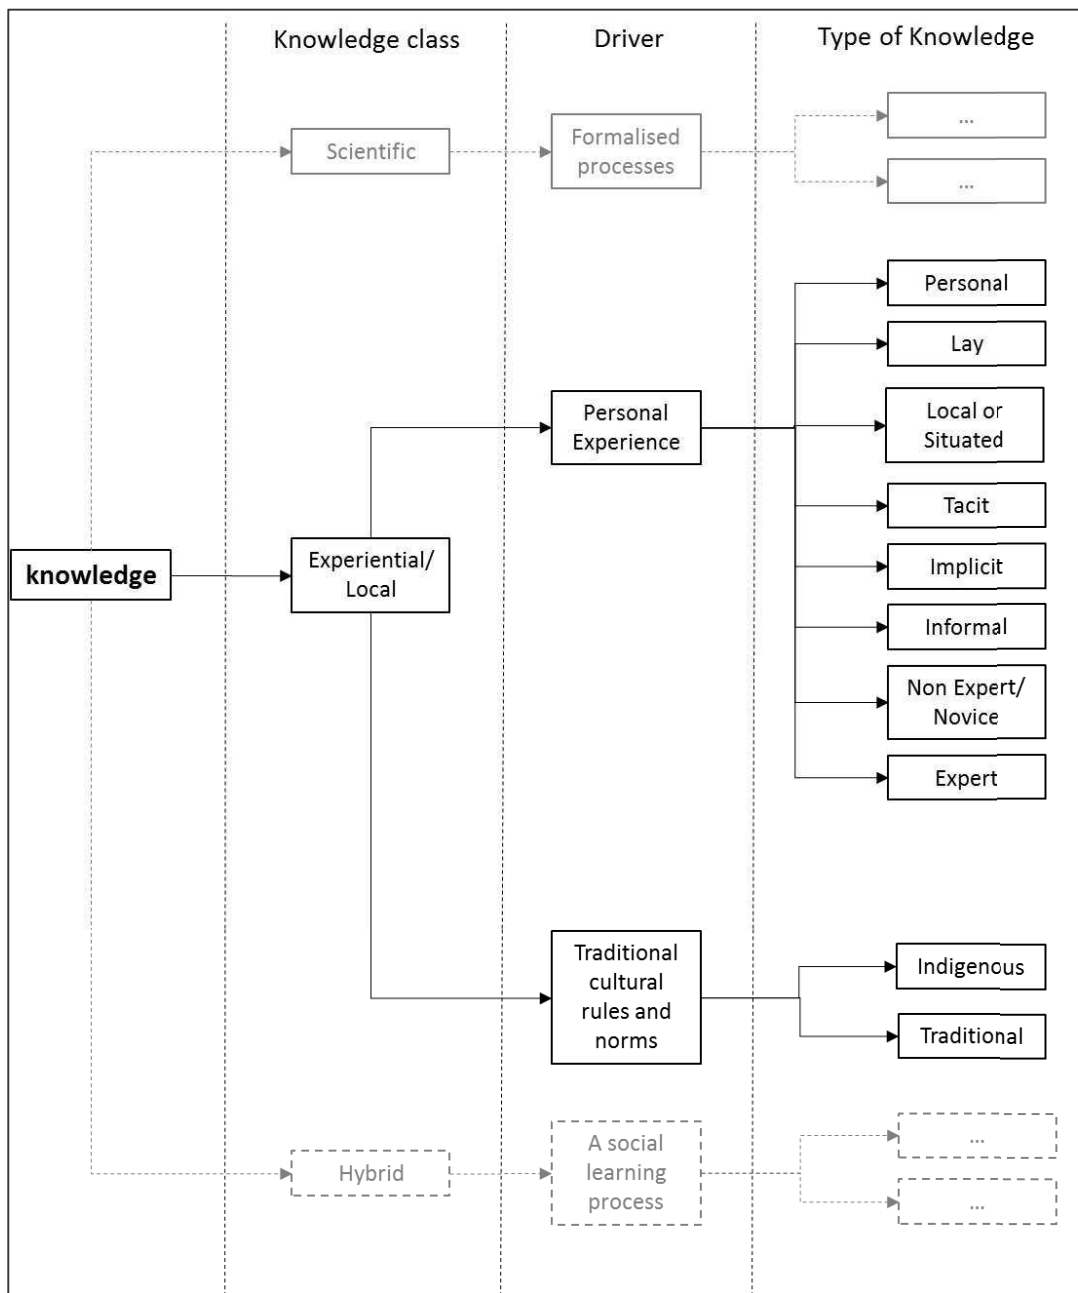 Knowledge class
Driver
Type of Knowledge
Scientific
Formalised
processes
...
...
Personal
Lay
Personal
Experience
Local or
Situated
Tacit
knowledge
Experiential/
Local
Implicit
Informal
Non Expert/
Novice
Expert
Traditional
cultural
rules and
norms
Indigenous
Traditional
Hybrid
A social
learning
process
...
...